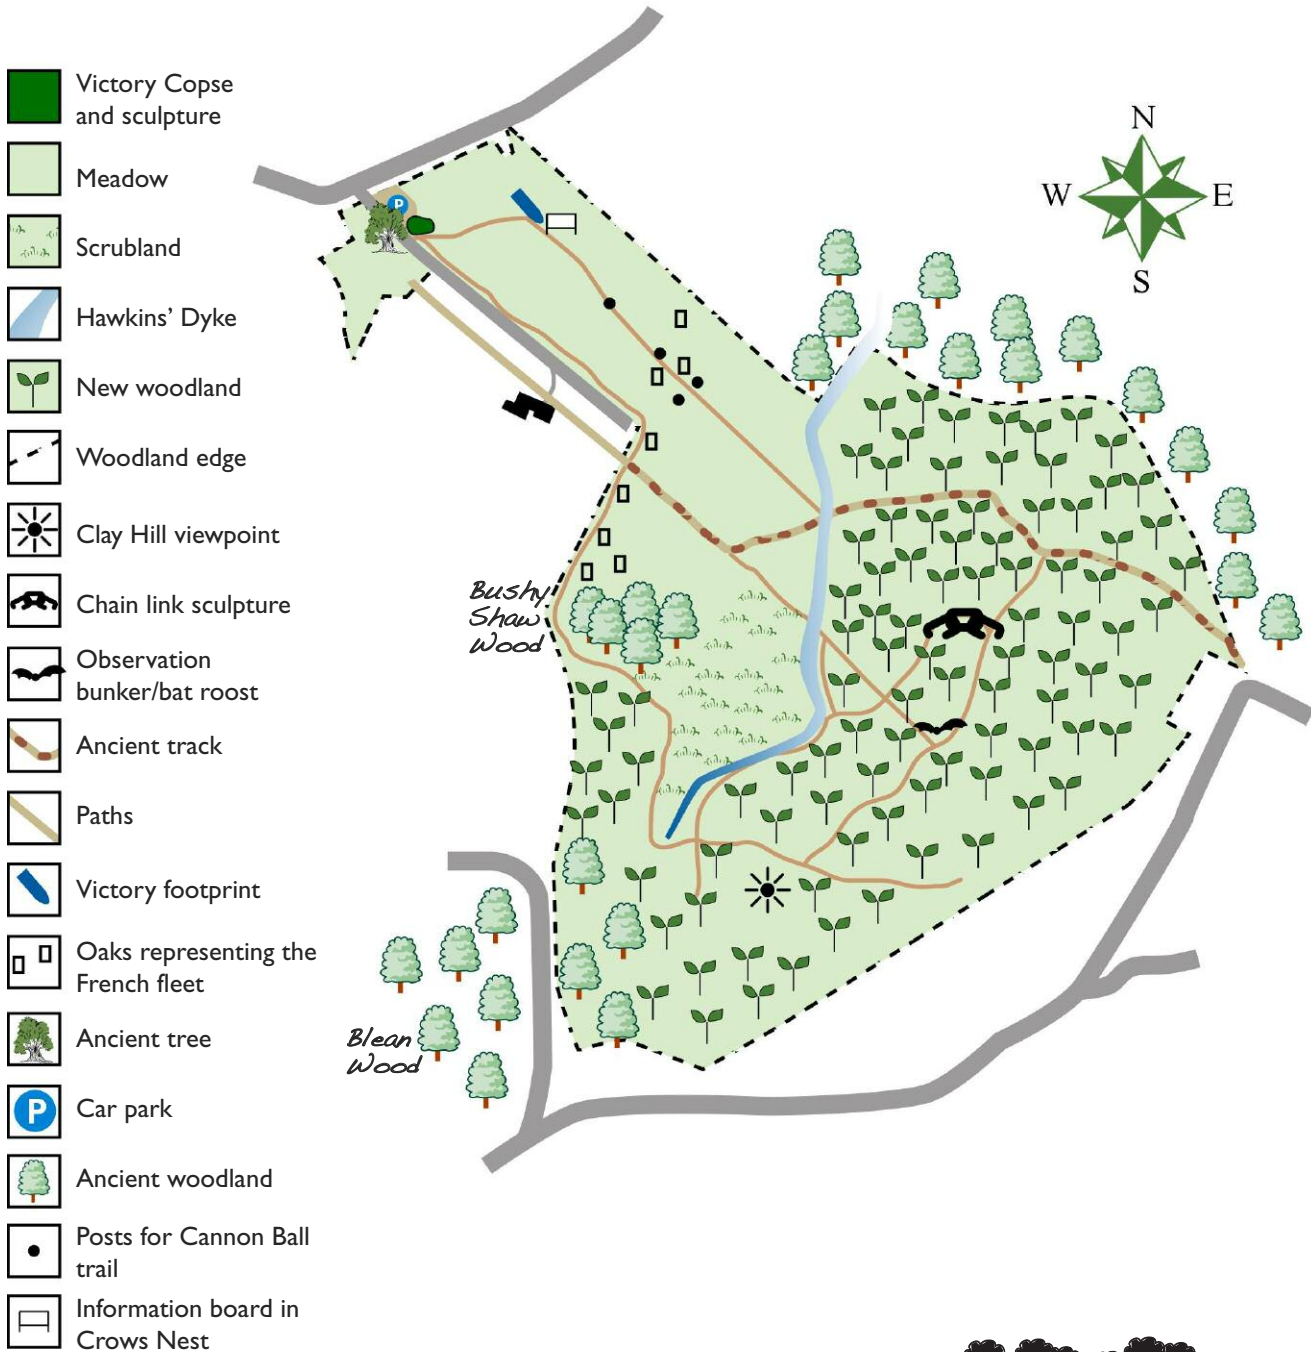 Victory Copse
and sculpture
Meadow
Scrubland
Hawkins' Dyke
New woodland
Woodland edge
Clay Hill viewpoint
Chain link sculpture
Observation
bunker/bat roost
Ancient track
Paths
Victory footprint
Oaks representing the
French fleet
Ancient tree
P
Car park
Ancient woodland
Posts for Cannon Ball
trail
Information board in
Crows Nest
P
N
W E
S
Bushy
Shaw
Wood
Blean
Wood